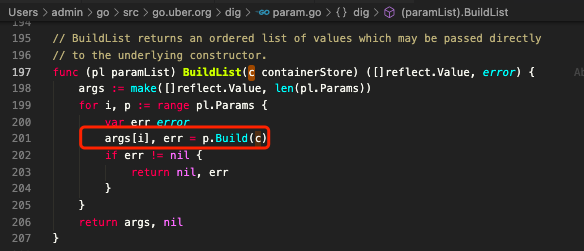 Users > admin > go > src > go.uber.org > dig > param.go > {} dig > (paramList).BuildList
194
195 // BuildList returns an ordered list of values which may be passed directly
196 // to the underlying constructor.
197 func (pl paramList) BuildList(c containerStore) ([]reflect.Value, error) {
198 args := make([]reflect.Value, len(pl.Params))
199 for i, p := range pl.Params {
200 var err error
201 args[i], err = p.Build(c)
202 if err != nil {
203 return nil, err
204 }
205 }
206 return args, nil
207 }